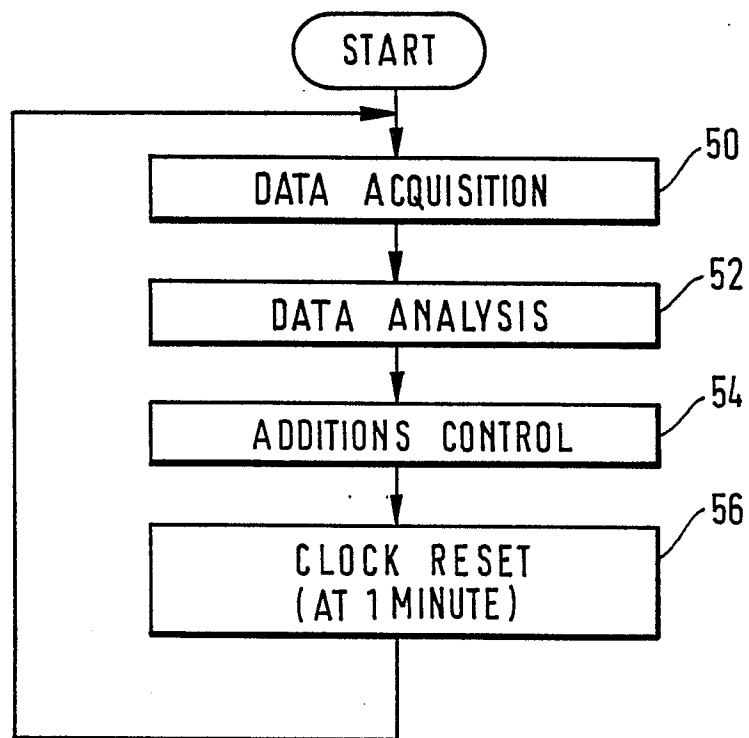 START
DATA ACQUISITION
50
DATA ANALYSIS
52
ADDITIONS CONTROL
54
CLOCK RESET
(AT 1 MINUTE)
56